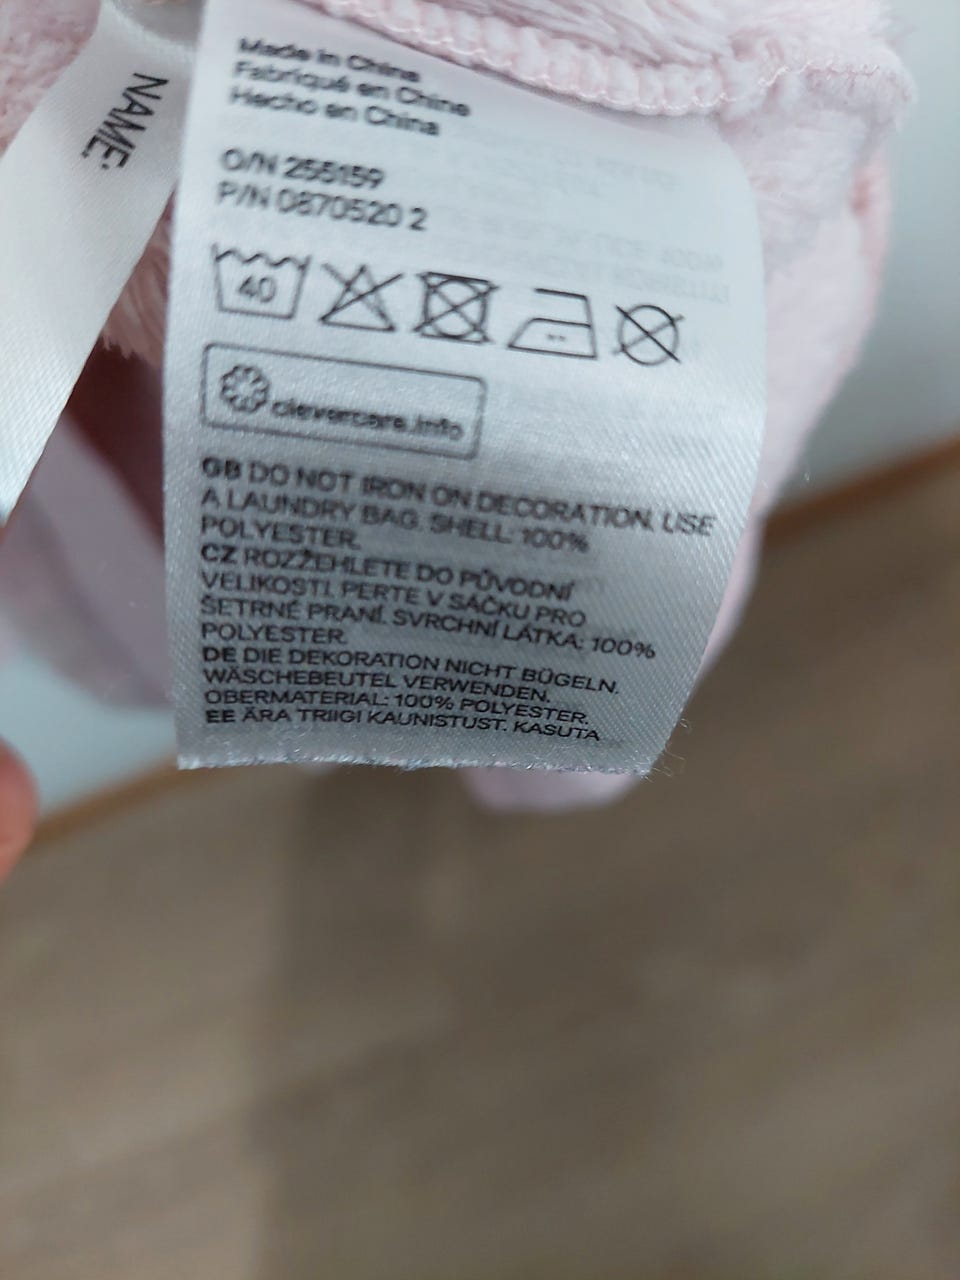 NAME:
Made in China
Fabriqué en Chine
Hecho en China
O/N 255159
P/N 0870520 2
40
clevercare.info
GB DO NOT IRON ON DECORATION. USE
A LAUNDRY BAG. SHELL: 100%
POLYESTER.
CZ ROZŽEHLETE DO PŮVODNÍ
VELIKOSTI. PERTE V SÁČKU PRO
ŠETRNÉ PRANÍ. SVRCHNÍ LÁTKA: 100%
POLYESTER.
DE DIE DEKORATION NICHT BÜGELN.
WÄSCHEBEUTEL VERWENDEN.
OBERMATERIAL: 100% POLYESTER.
EE ÄRA TRIIGI KAUNISTUST. KASUTA